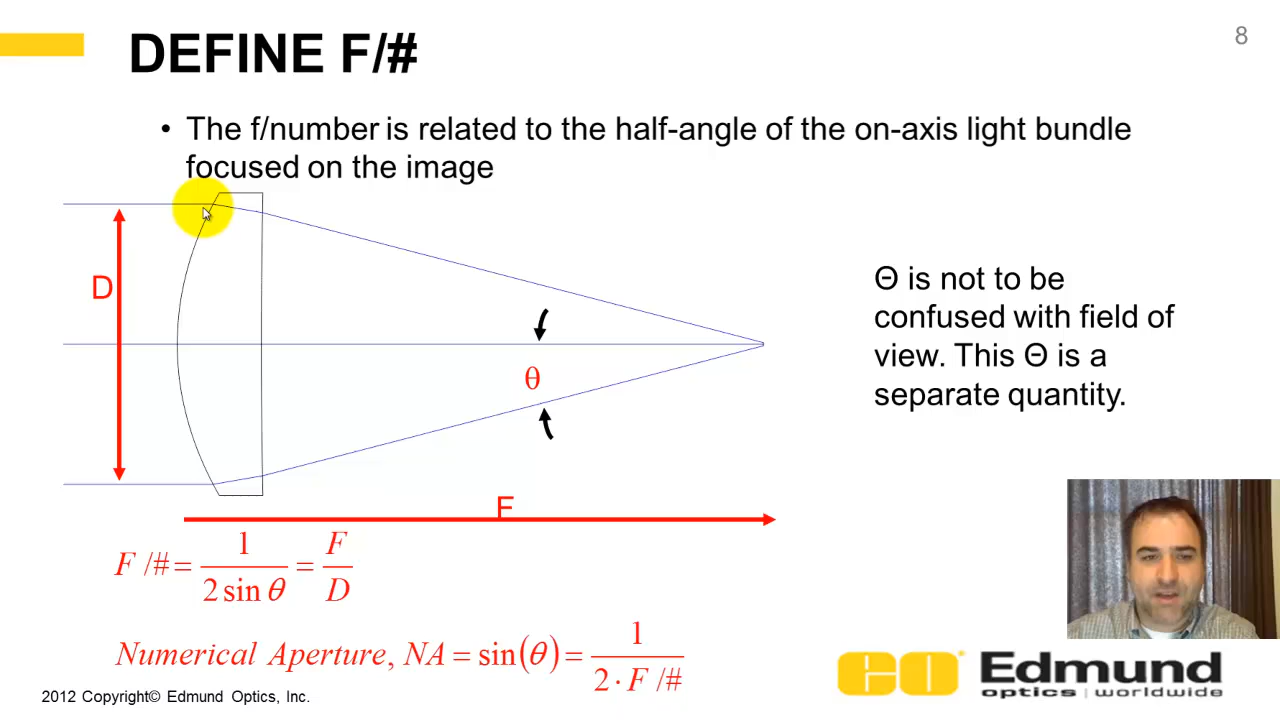 8
DEFINE F/#
• The f/number is related to the half-angle of the on-axis light bundle
focused on the image
D
θ
F
Θ is not to be
confused with field of
view. This Θ is a
separate quantity.
F /# = 1 / (2 sin θ) = F / D
Numerical Aperture, NA = sin(θ) = 1 / (2 · F /#)
2012 Copyright© Edmund Optics, Inc.
EO® Edmund
optics | worldwide